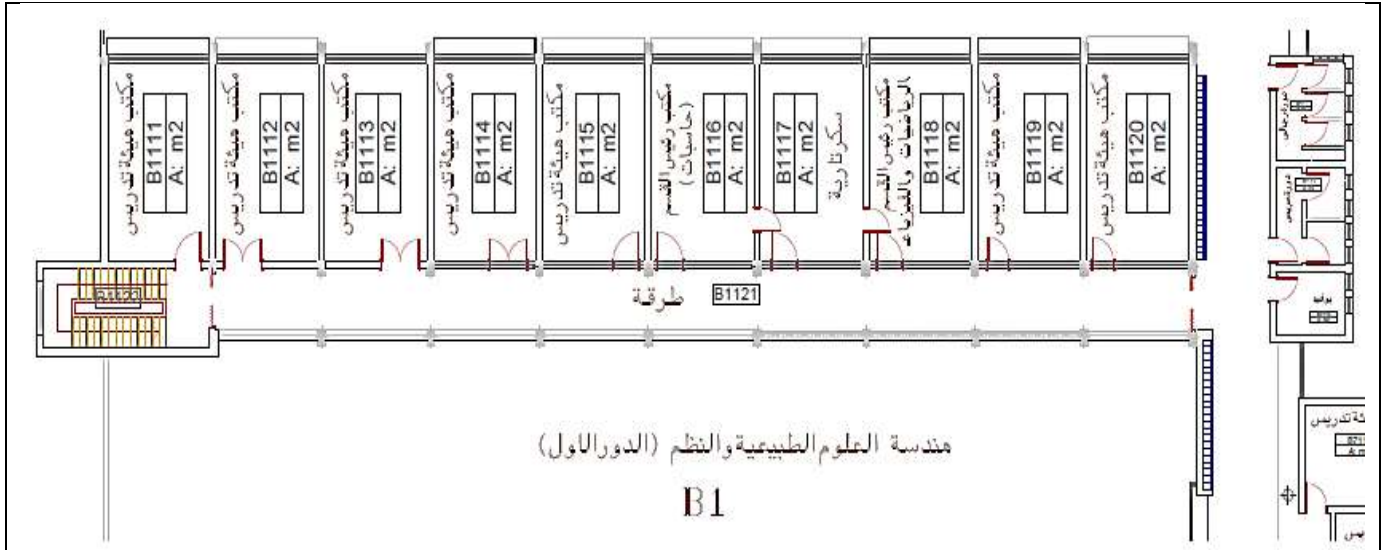 مكتب هيئة تدريس
B1111
A: m2
مكتب هيئة تدريس
B1112
A: m2
مكتب هيئة تدريس
B1113
A: m2
مكتب هيئة تدريس
B1114
A: m2
مكتب هيئة تدريس
B1115
A: m2
مكتب رئيس القسم
(حاسبات)
B1116
A: m2
B1117
A: m2
سكرتارية
مكتب رئيس القسم
الرياضيات والفيزياء
B1118
A: m2
مكتب هيئة تدريس
B1119
A: m2
مكتب هيئة تدريس
B1120
A: m2
B1122
طرقة
B1121
بوفيه
هندسة العلوم الطبيعية والنظم (الدور الاول)
B1